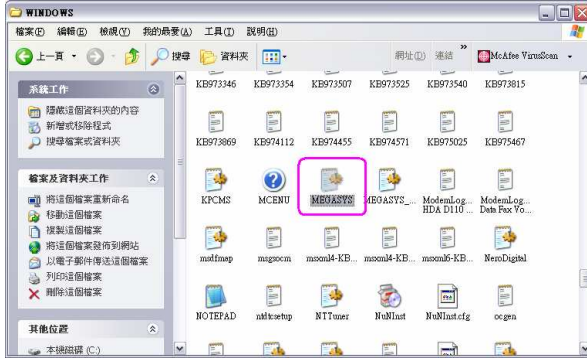 WINDOWS
檔案(F) 編輯(E) 檢視(V) 我的最愛(A) 工具(T) 說明(H)
上一頁 搜尋 資料夾 網址(D) 連結 » McAfee VirusScan
系統工作
隱藏這個資料夾的內容
新增或移除程式
搜尋檔案或資料夾
檔案及資料夾工作
將這個檔案重新命名
移動這個檔案
複製這個檔案
將這個檔案發佈到網站
以電子郵件傳送這個檔案
列印這個檔案
刪除這個檔案
其他位置
本機磁碟 (C:)
KB973346 KB973354 KB973507 KB973525 KB973540 KB973815
KB973869 KB974112 KB974455 KB974571 KB975025 KB975467
KPCMS MCENU MEGASYS MEGASYS_... ModemLog... ModemLog...
HDA D110 ... Data Fax Vo...
msdfmap msgsocm msxml4-KB... msxml4-KB... msxml6-KB... NeroDigital
NOTEPAD ntdtcsetup NTTuner NuNInst NuNInst.cfg ocgen